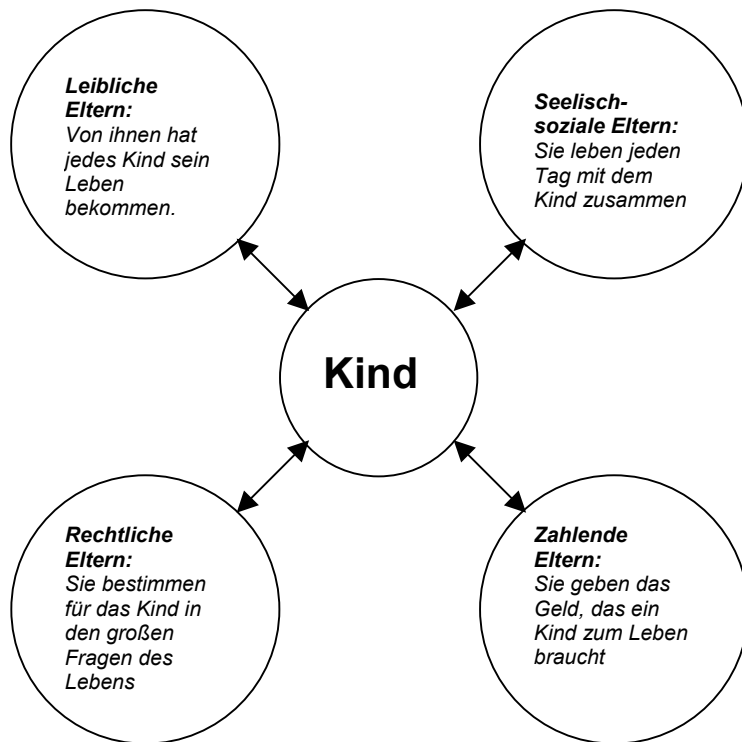 Leibliche
Eltern:
Von ihnen hat
jedes Kind sein
Leben
bekommen.
Seelisch-
soziale Eltern:
Sie leben jeden
Tag mit dem
Kind zusammen
Kind
Rechtliche
Eltern:
Sie bestimmen
für das Kind in
den großen
Fragen des
Lebens
Zahlende
Eltern:
Sie geben das
Geld, das ein
Kind zum Leben
braucht